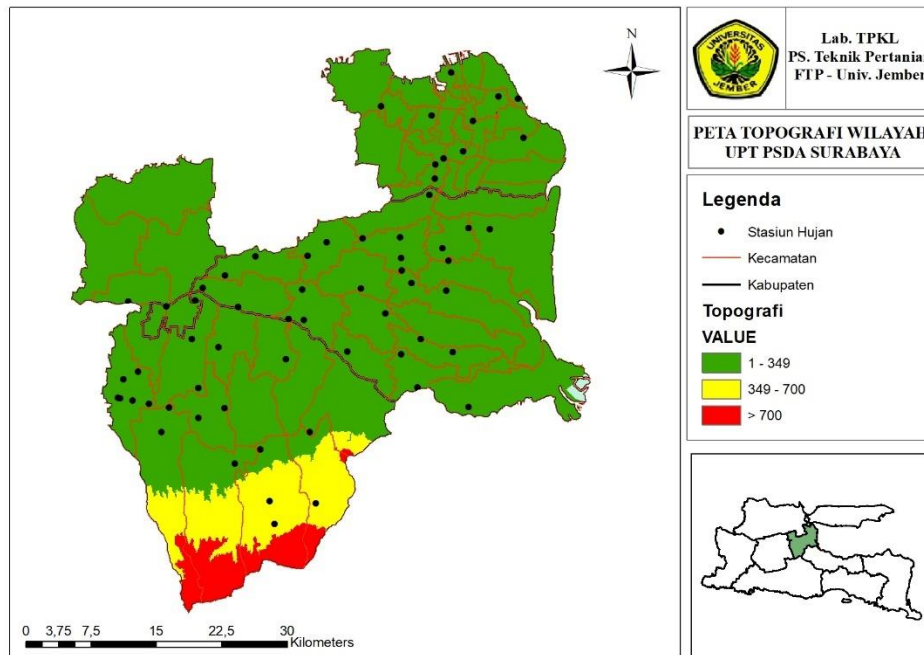 N
UNIVERSITAS
JEMBER
Lab. TPKL
PS. Teknik Pertania
FTP - Univ. Jember
PETA TOPOGRAFI WILAYAH
UPT PSDA SURABAYA
Legenda
Stasiun Hujan
Kecamatan
Kabupaten
Topografi
VALUE
1 - 349
349 - 700
> 700
0 3,75 7,5 15 22,5 30
Kilometers